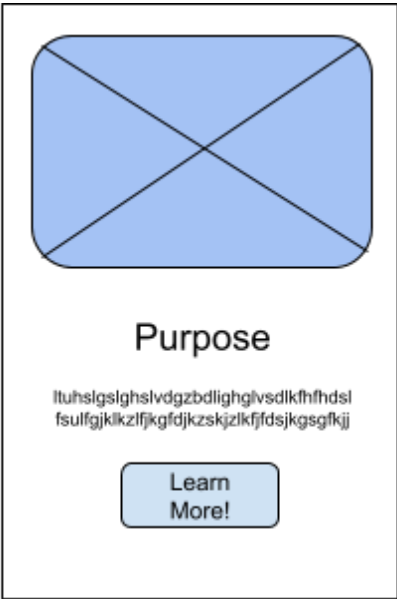 Purpose
ltuhslgslghslvdgzbdlighglvsdlkfhfhdsl
fsulfgjklkzlfjkgfdjkzskjzlkfjfdsjkgsgfkjj
Learn
More!